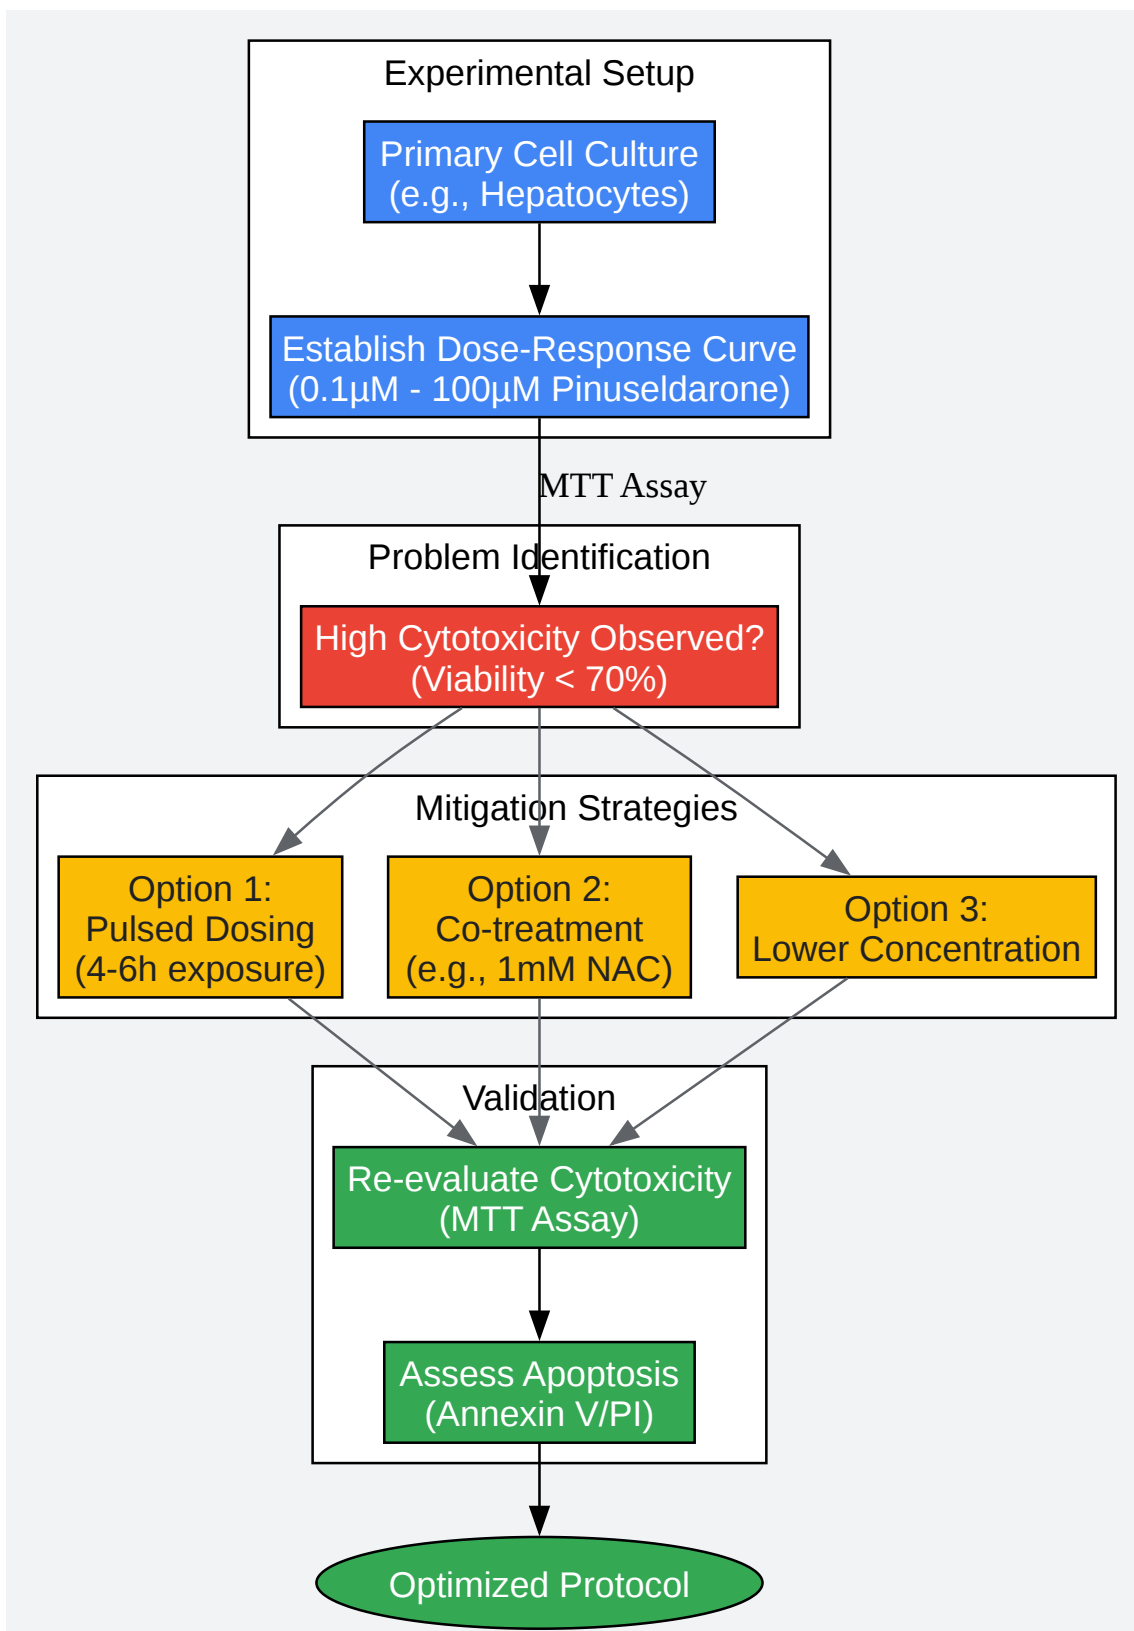 Experimental Setup
Primary Cell Culture
(e.g., Hepatocytes)
Establish Dose-Response Curve
(0.1µM - 100µM Pinuseldarone)
MTT Assay
Problem Identification
High Cytotoxicity Observed?
(Viability < 70%)
Mitigation Strategies
Option 1:
Pulsed Dosing
(4-6h exposure)
Option 2:
Co-treatment
(e.g., 1mM NAC)
Option 3:
Lower Concentration
Validation
Re-evaluate Cytotoxicity
(MTT Assay)
Assess Apoptosis
(Annexin V/PI)
Optimized Protocol